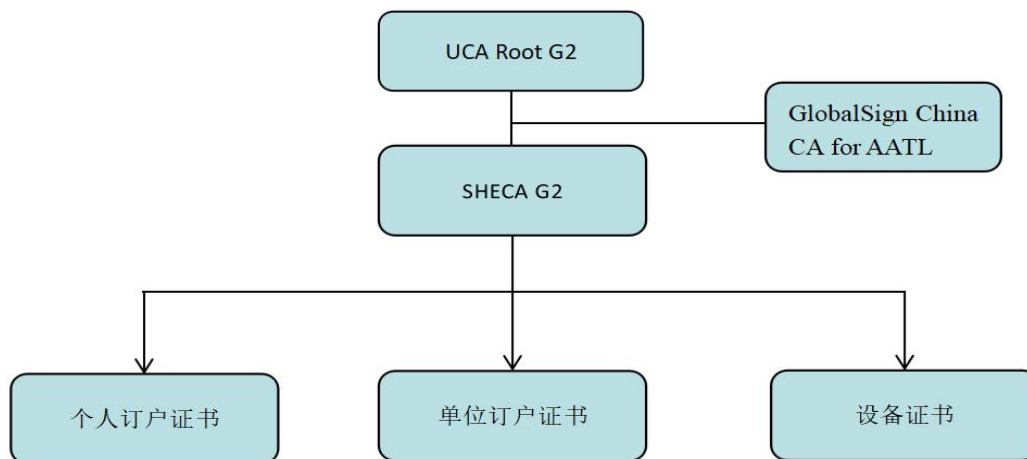 UCA Root G2
GlobalSign China
CA for AATL
SHECA G2
个人订户证书
单位订户证书
设备证书